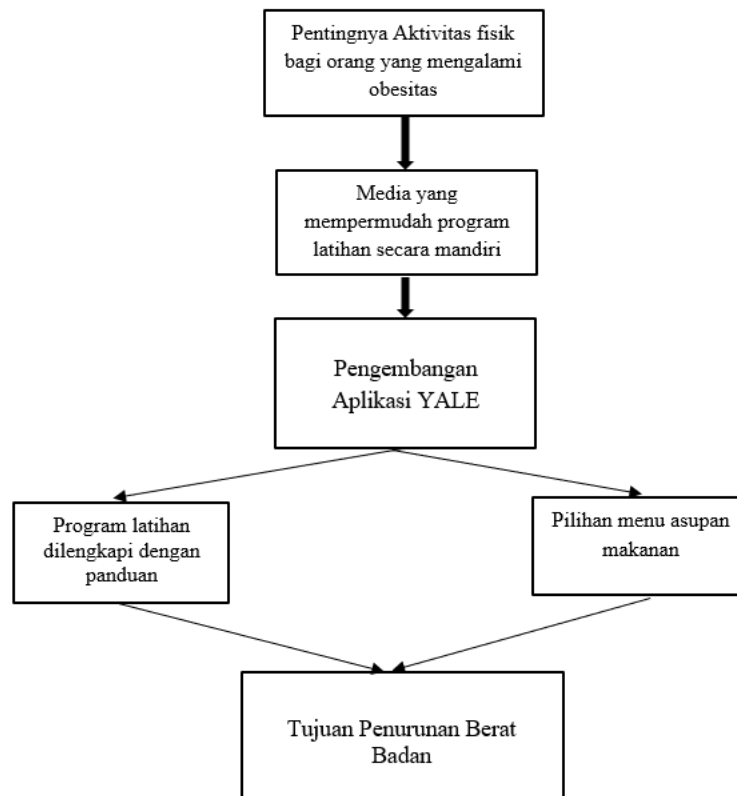 Pentingnya Aktivitas fisik
bagi orang yang mengalami
obesitas
Media yang
mempermudah program
latihan secara mandiri
Pengembangan
Aplikasi YALE
Program latihan
dilengkapi dengan
panduan
Pilihan menu asupan
makanan
Tujuan Penurunan Berat
Badan